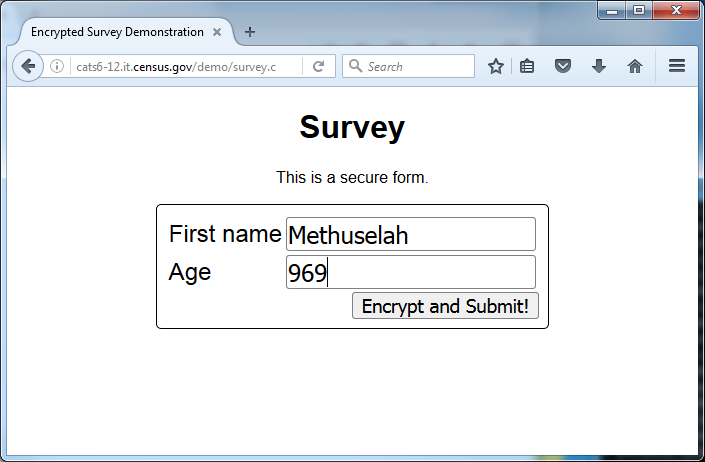 Encrypted Survey Demonstration
cats6-12.it.census.gov/demo/survey.c
Search
Survey
This is a secure form.
First name Methuselah
Age 969
Encrypt and Submit!